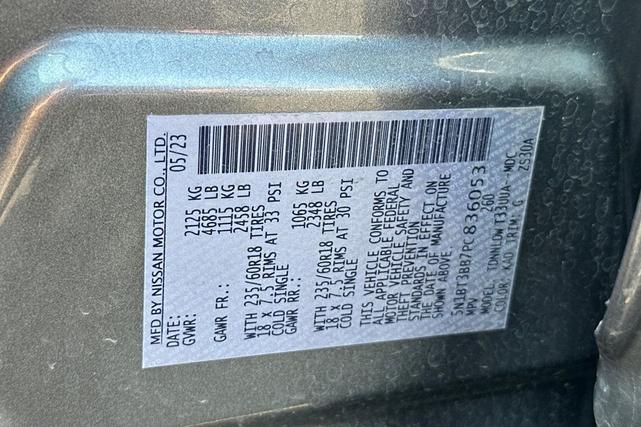 MFD BY NISSAN MOTOR CO., LTD.
DATE: 05/23
GVWR: 2125 KG
4685 LB
GAWR FR.: 1115 KG
2458 LB
WITH 235/60R18 TIRES
18 X 7.5 RIMS AT 33 PSI
COLD SINGLE
GAWR RR.: 1065 KG
2348 LB
WITH 235/60R18 TIRES
18 X 7.5 RIMS AT 30 PSI
COLD SINGLE
THIS VEHICLE CONFORMS TO
ALL APPLICABLE FEDERAL
MOTOR VEHICLE SAFETY AND
THEFT PREVENTION
STANDARDS IN EFFECT ON
THE DATE OF MANUFACTURE
SHOWN ABOVE.
5N1BT3BB7PC836053
MPV 260
MODEL: MDC
COLOR: KAD TRIM: G ZS30A